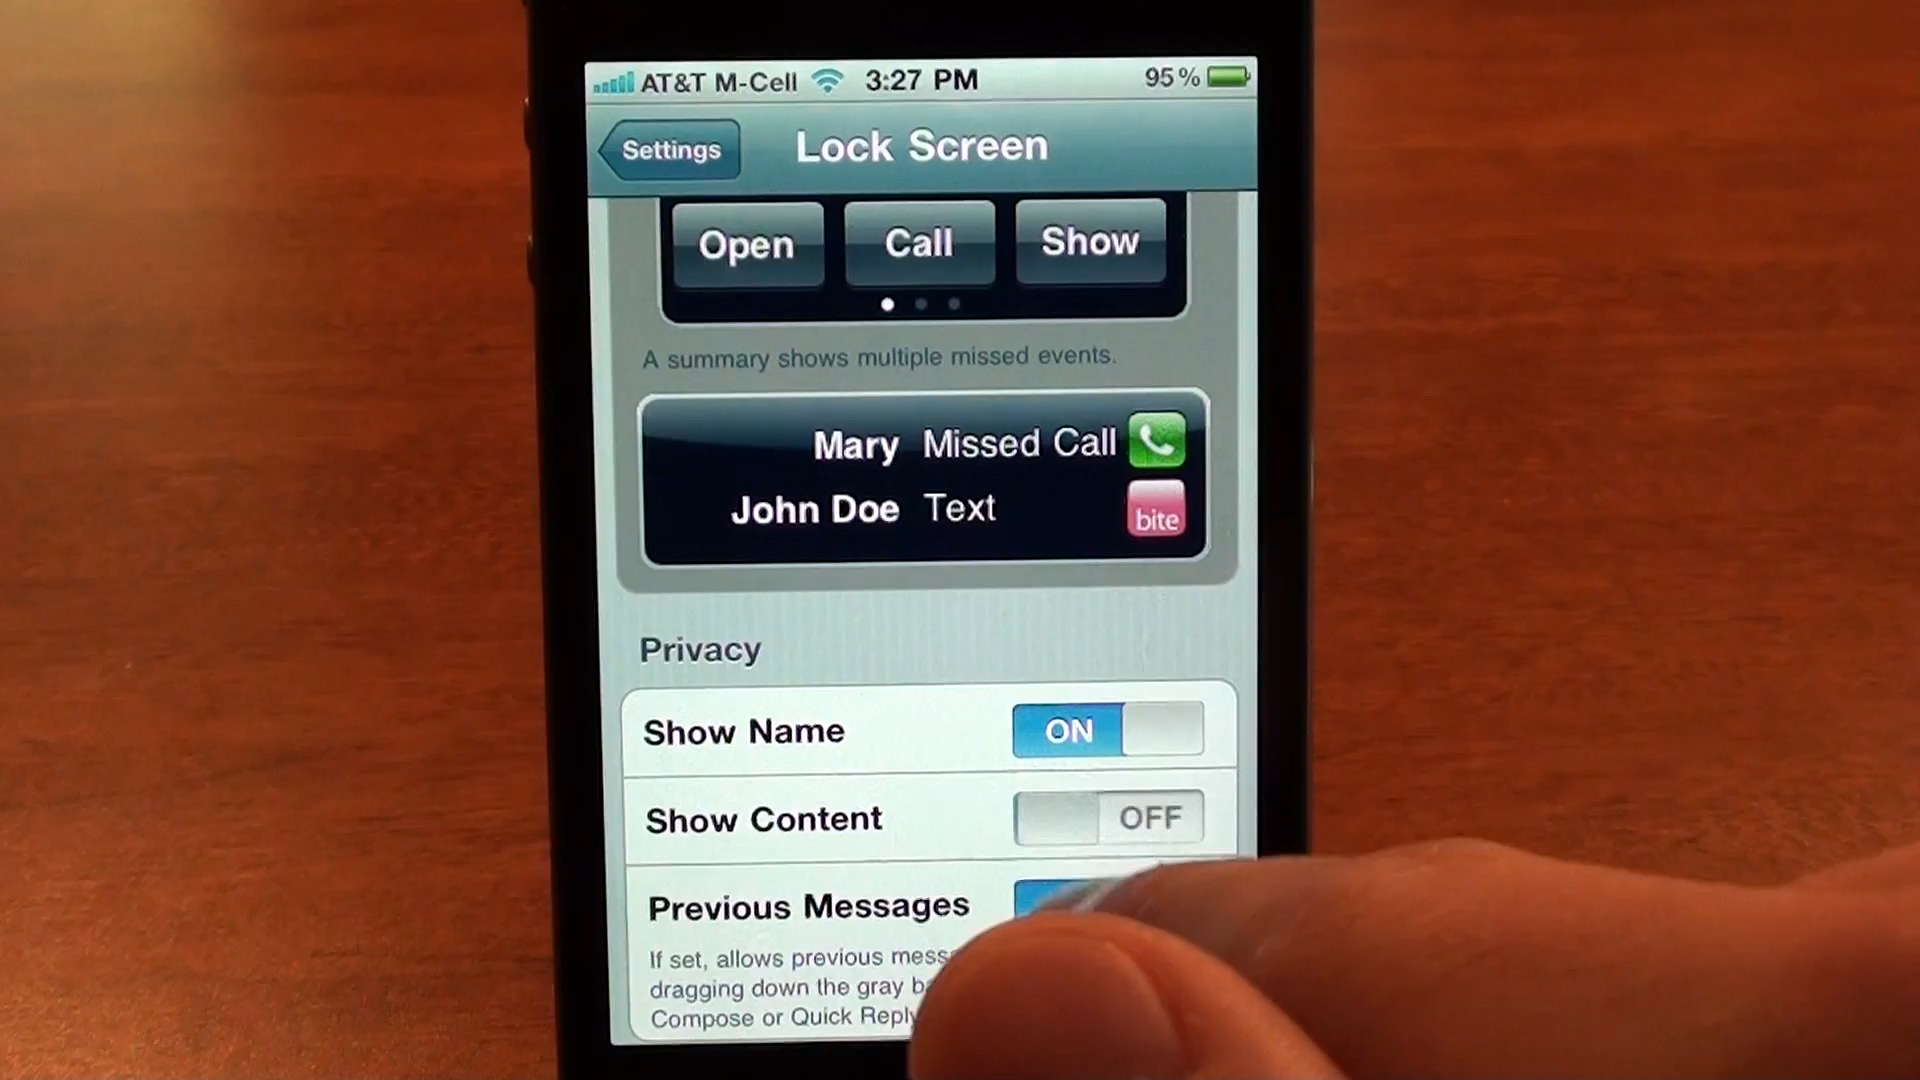 AT&T M-Cell 3:27 PM 95%
Settings Lock Screen
Open Call Show
A summary shows multiple missed events.
Mary Missed Call
John Doe Text bite
Privacy
Show Name ON
Show Content OFF
Previous Messages
If set, allows previous
dragging down the gray
Compose or Quick Reply